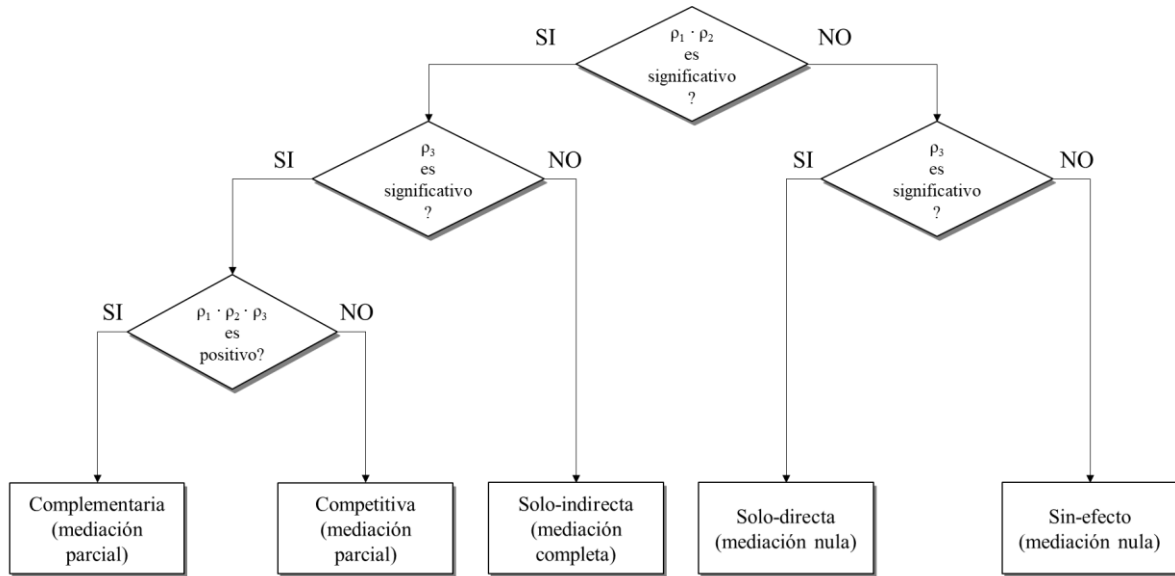 SI
ρ₁ · ρ₂
es
significativo
?
NO
SI
ρ₃
es
significativo
?
NO
SI
ρ₃
es
significativo
?
NO
SI
ρ₁ · ρ₂ · ρ₃
es
positivo?
NO
Complementaria
(mediación
parcial)
Competitiva
(mediación
parcial)
Solo-indirecta
(mediación
completa)
Solo-directa
(mediación nula)
Sin-efecto
(mediación nula)